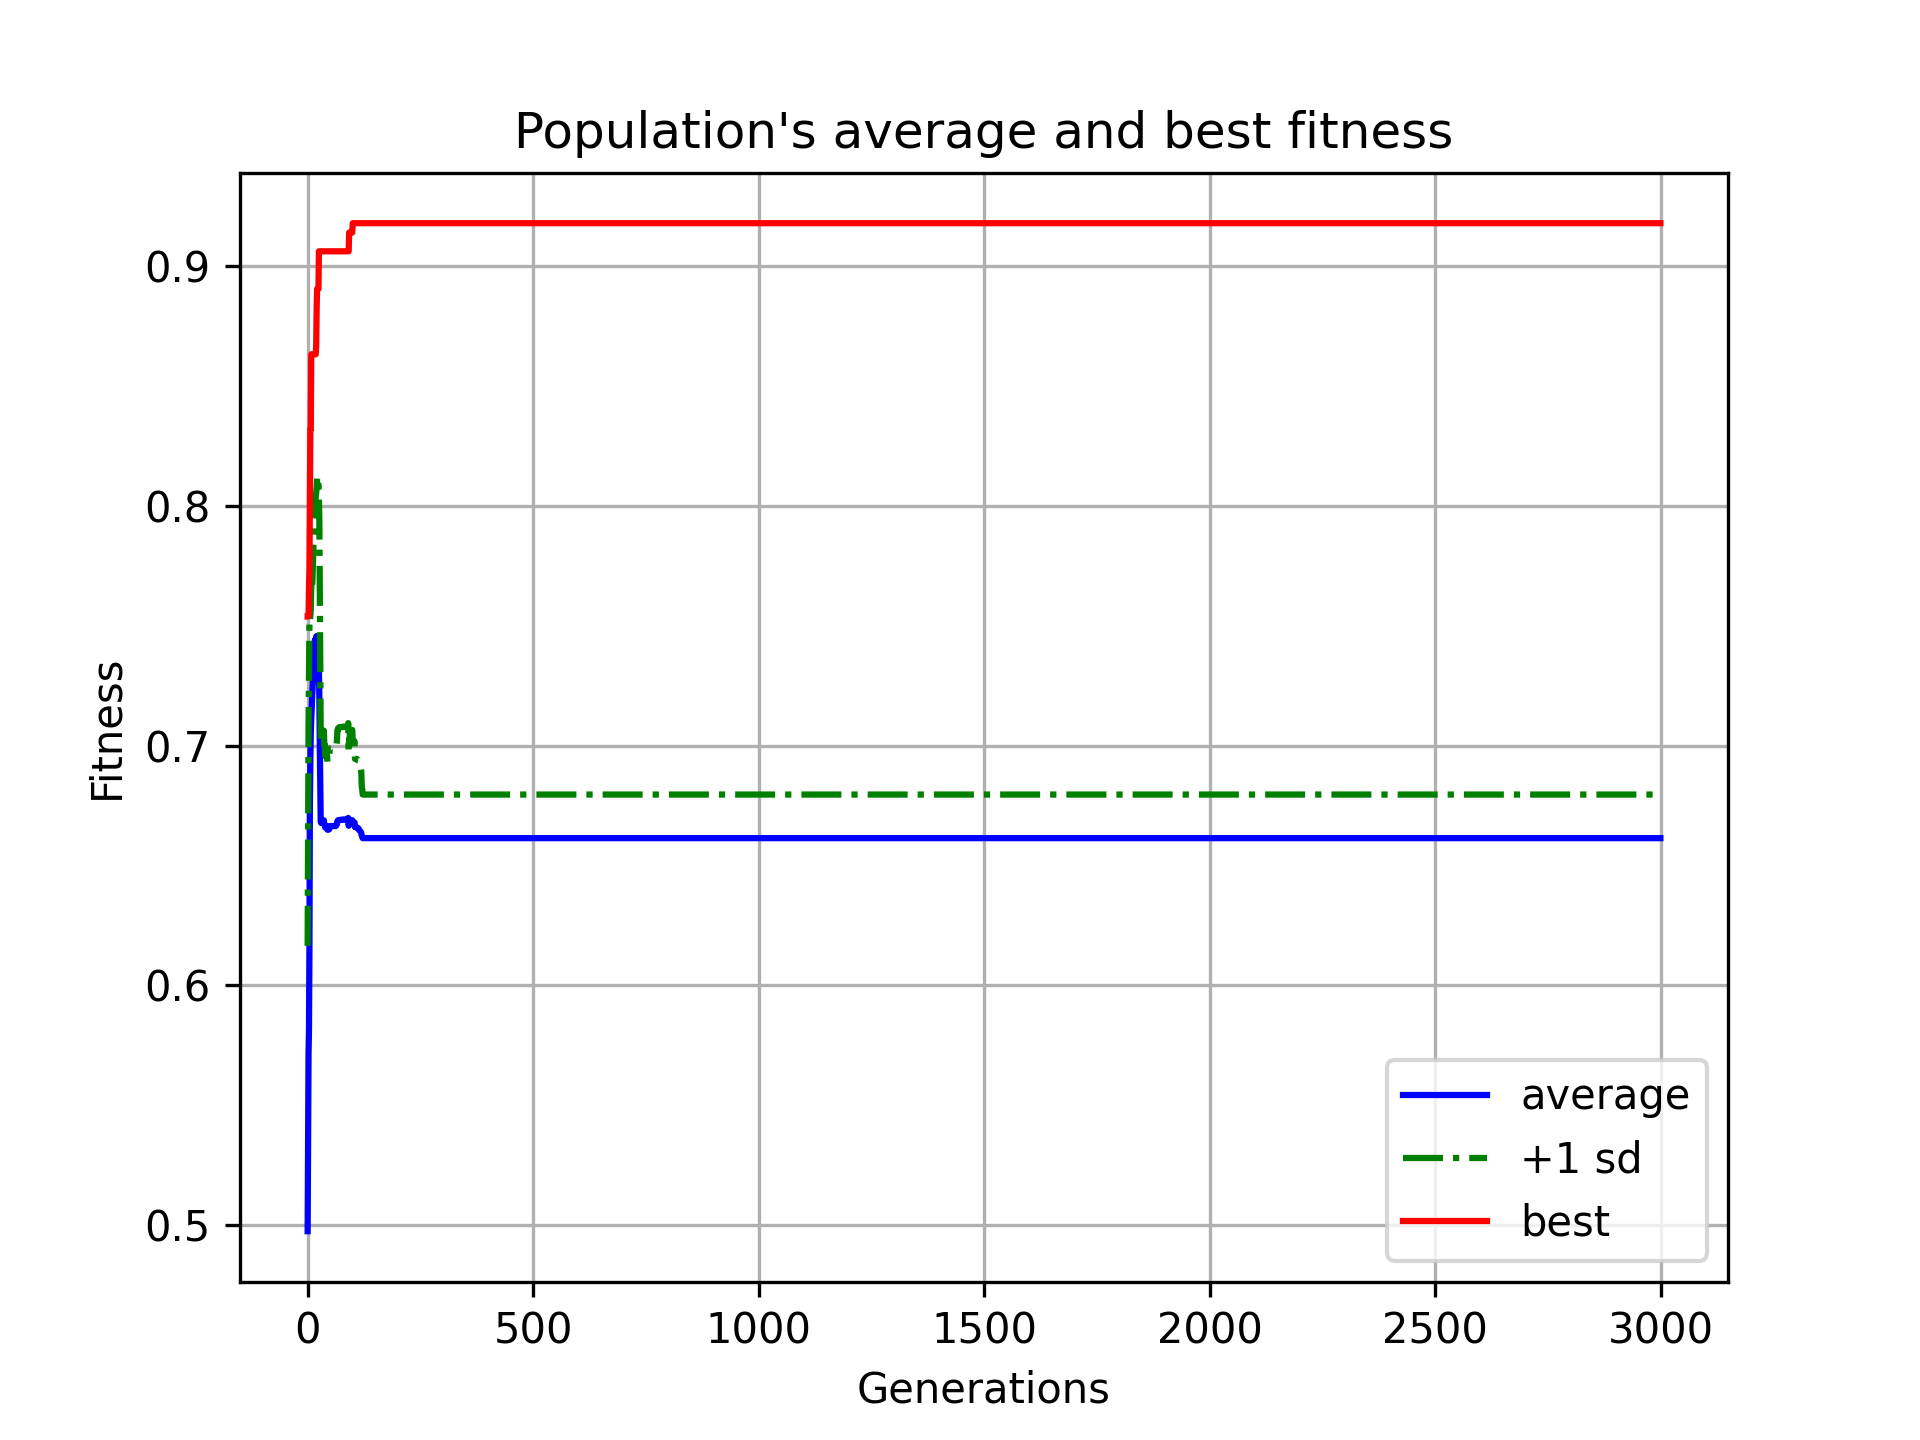 Population's average and best fitness
Fitness
0.9
0.8
0.7
0.6
0.5
0
500
1000
1500
2000
2500
3000
Generations
average
+1 sd
best